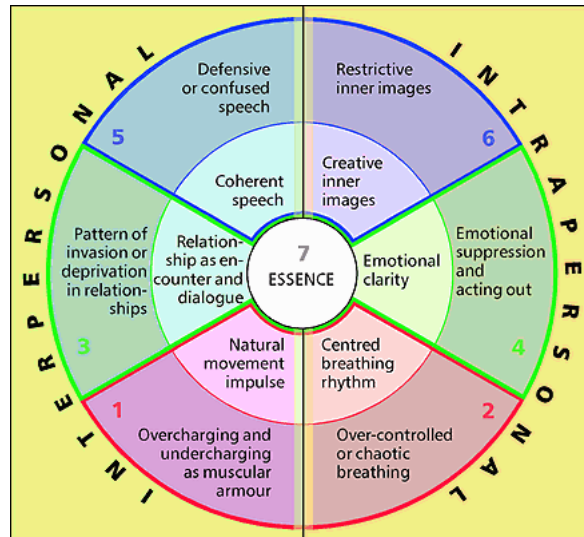 INTERPERSONAL
INTRAPERSONAL
Defensive
or confused
speech
5
Restrictive
inner images
6
Coherent
speech
Creative
inner
images
Pattern of
invasion or
deprivation
in relation-
ships
3
Relation-
ship as en-
counter and
dialogue
7
ESSENCE
Emotional
clarity
Emotional
suppression
and
acting out
4
Natural
movement
impulse
Centred
breathing
rhythm
1
Overcharging and
undercharging
as muscular
armour
2
Over-controlled
or chaotic
breathing